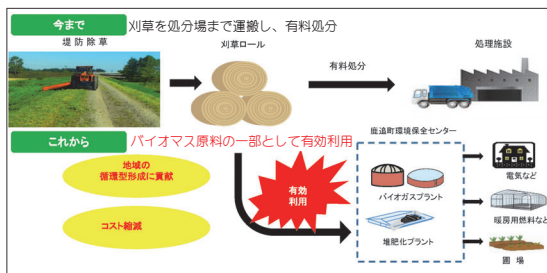 今まで
刈草を処分場まで運搬し、有料処分
堤防除草
刈草ロール
処理施設
有料処分
これから
バイオマス原料の一部として有効利用
鹿追町環境保全センター
地域の
循環型形成に貢献
有効
利用
コスト縮減
バイオガスプラント
堆肥化プラント
電気など
暖房用燃料など
圃場